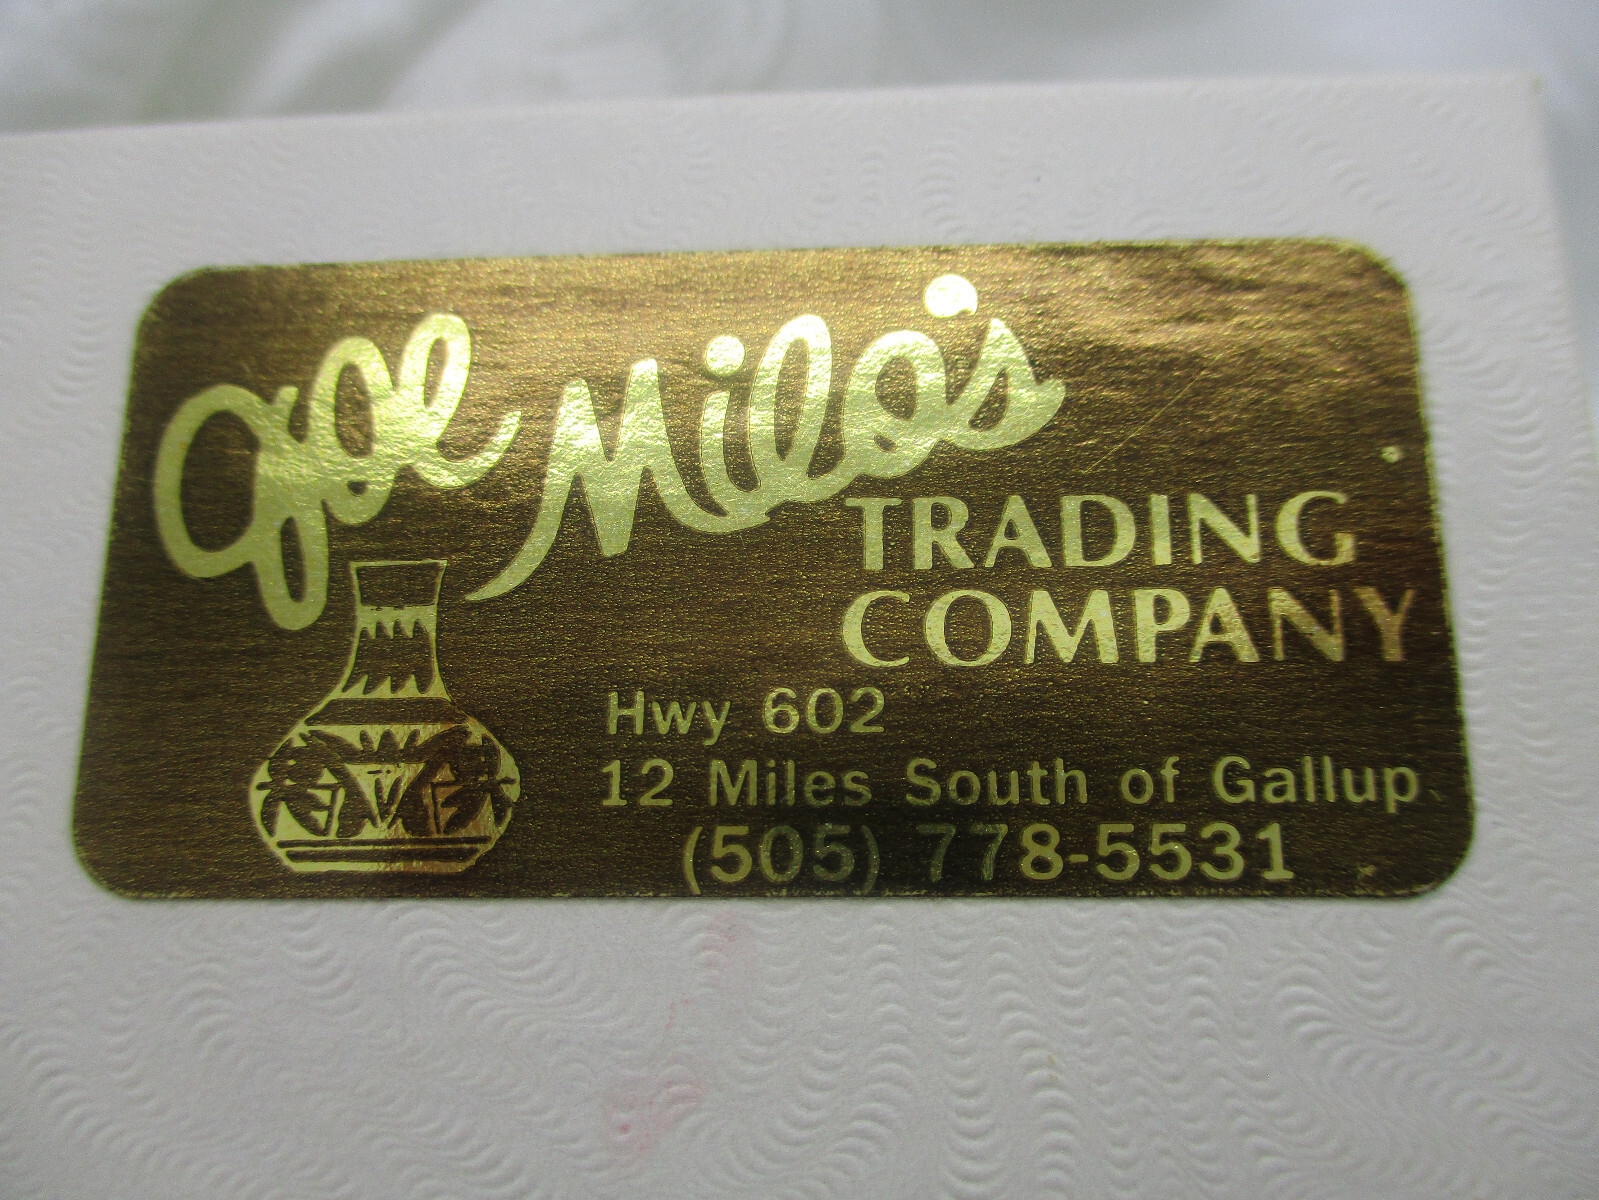 Joe Milo's
TRADING
COMPANY
Hwy 602
12 Miles South of Gallup
(505) 778-5531